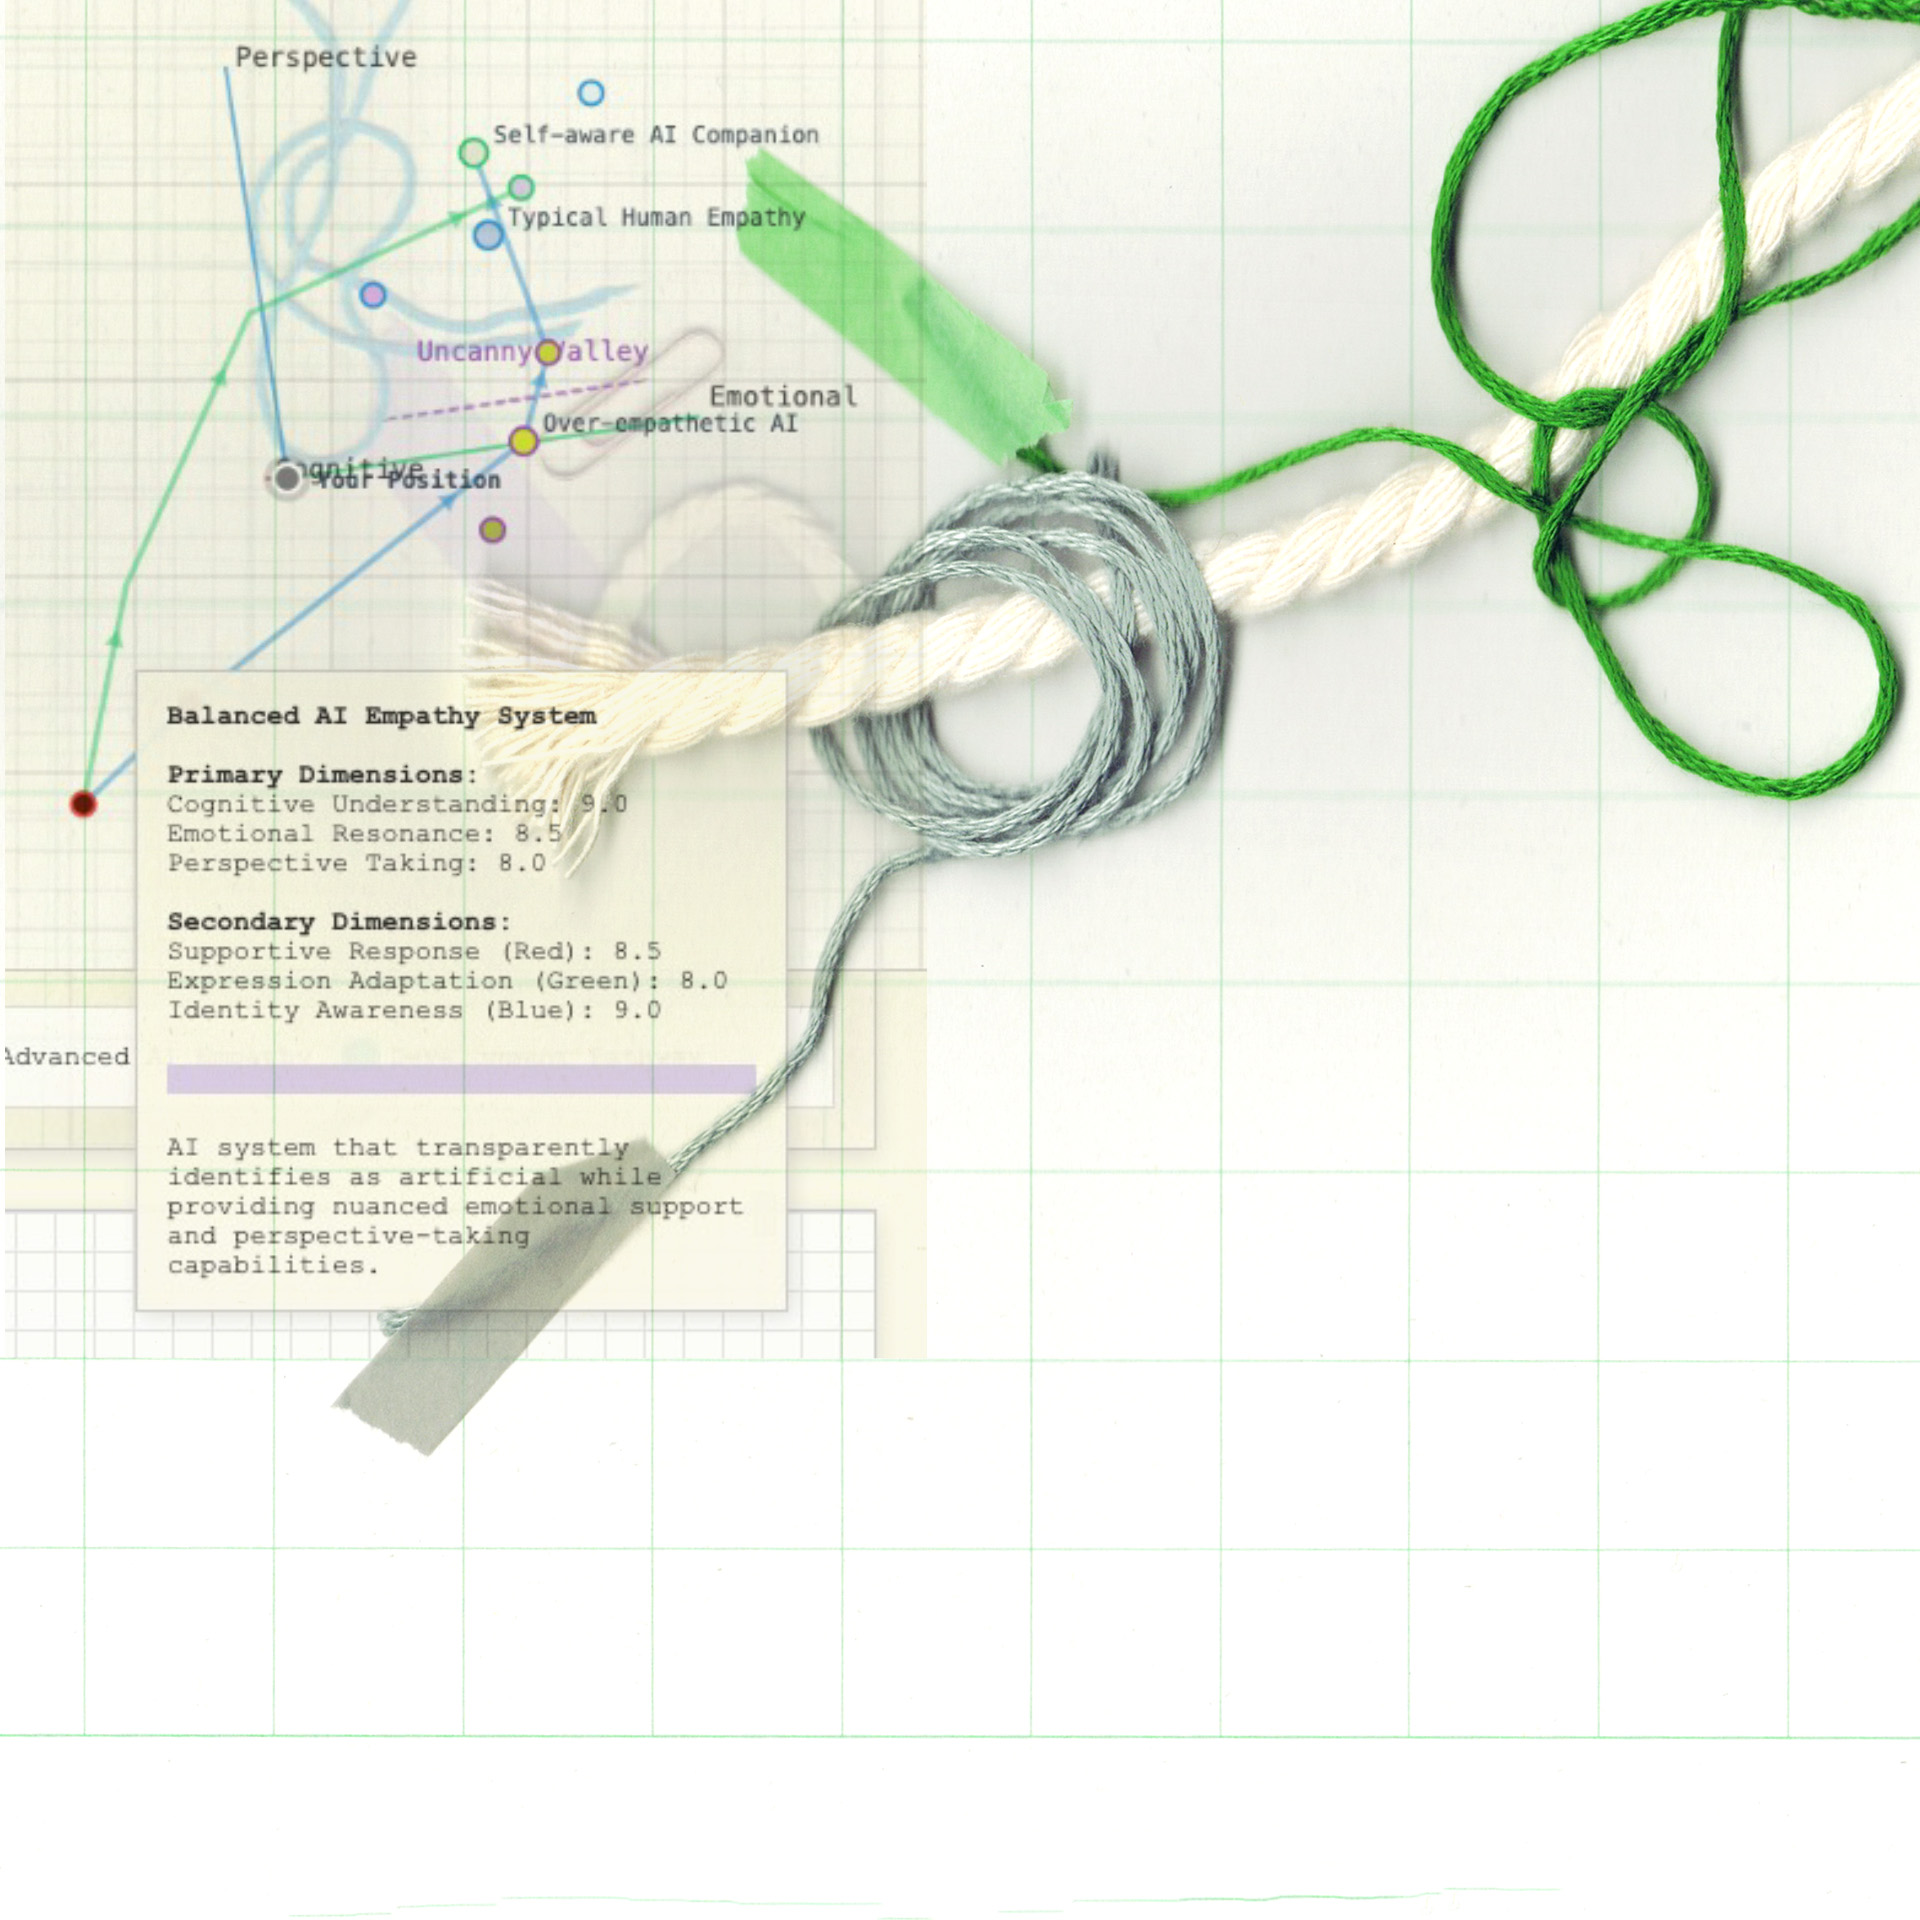 Perspective
Self-aware AI Companion
Typical Human Empathy
Uncanny Valley
Emotional
Over-empathetic AI
Cognitive
Your Position
Balanced AI Empathy System
Primary Dimensions:
Cognitive Understanding: 9.0
Emotional Resonance: 8.5
Perspective Taking: 8.0
Secondary Dimensions:
Supportive Response (Red): 8.5
Expression Adaptation (Green): 8.0
Identity Awareness (Blue): 9.0
Advanced
AI system that transparently
identifies as artificial while
providing nuanced emotional support
and perspective-taking
capabilities.